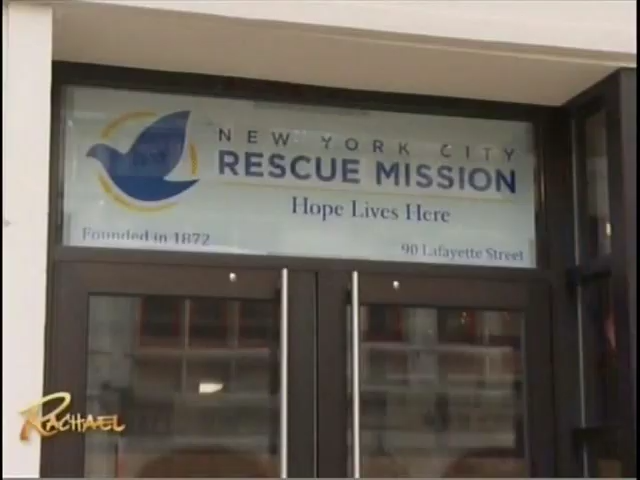 NEW YORK CITY
RESCUE MISSION
Hope Lives Here
Founded in 1872
90 Lafayette Street
RACHAEL